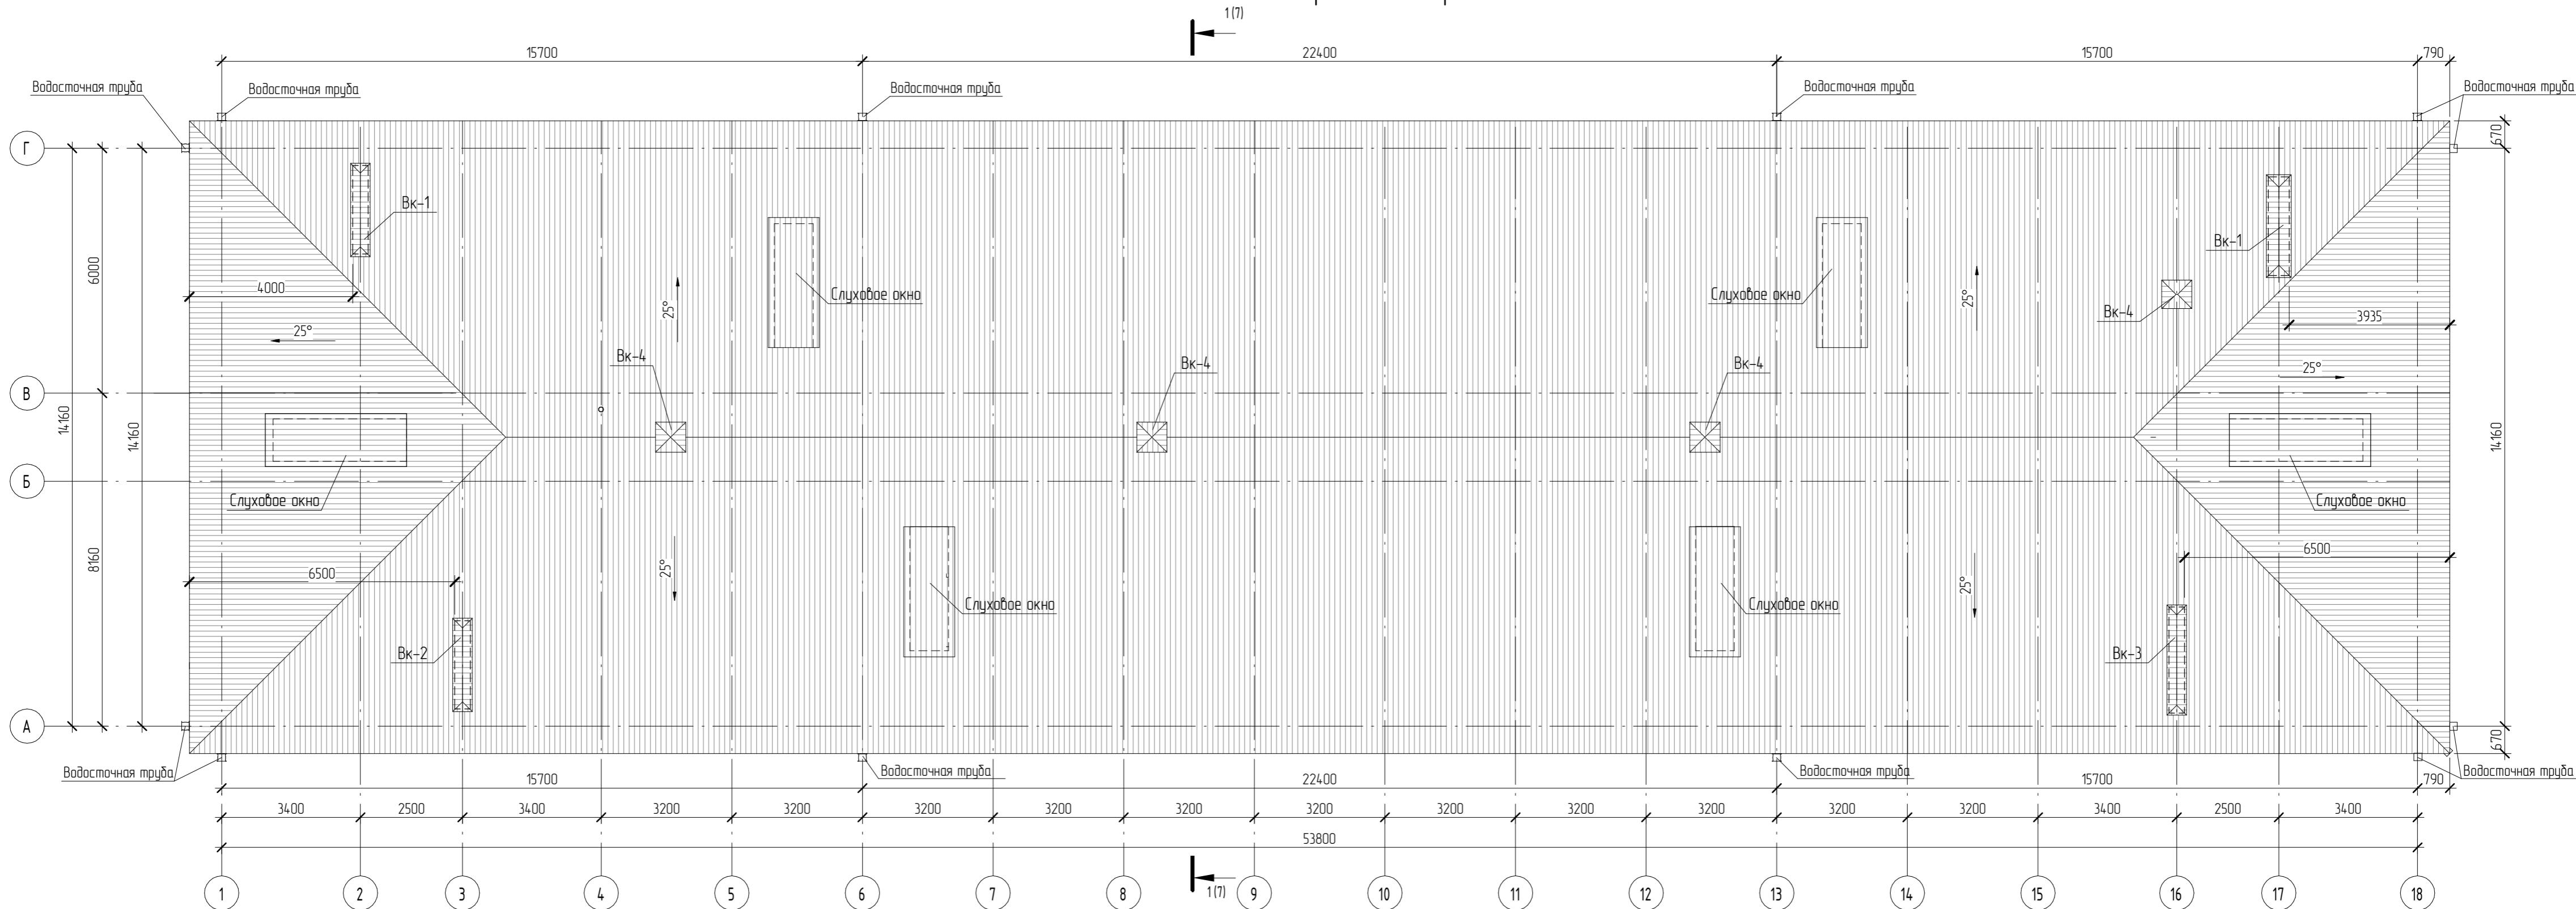 1 (7)
15700
22400
15700
790
Водосточная труба
Водосточная труба
Водосточная труба
Водосточная труба
Водосточная труба
Г
670
Вк-1
Вк-1
6000
4000
25°
25°
Слуховое окно
Слуховое окно
25°
Вк-4
3935
25°
Вк-4
Вк-4
Вк-4
25°
В
14160
14160
14160
Б
Слуховое окно
Слуховое окно
8160
6500
25°
Слуховое окно
Слуховое окно
25°
6500
Вк-2
Вк-3
А
670
Водосточная труба
Водосточная труба
Водосточная труба
Водосточная труба
15700
22400
15700
790
3400
2500
3400
3200
3200
3200
3200
3200
3200
3200
3200
3200
3200
3200
3400
2500
3400
53800
1 (7)
1
2
3
4
5
6
7
8
9
10
11
12
13
14
15
16
17
18